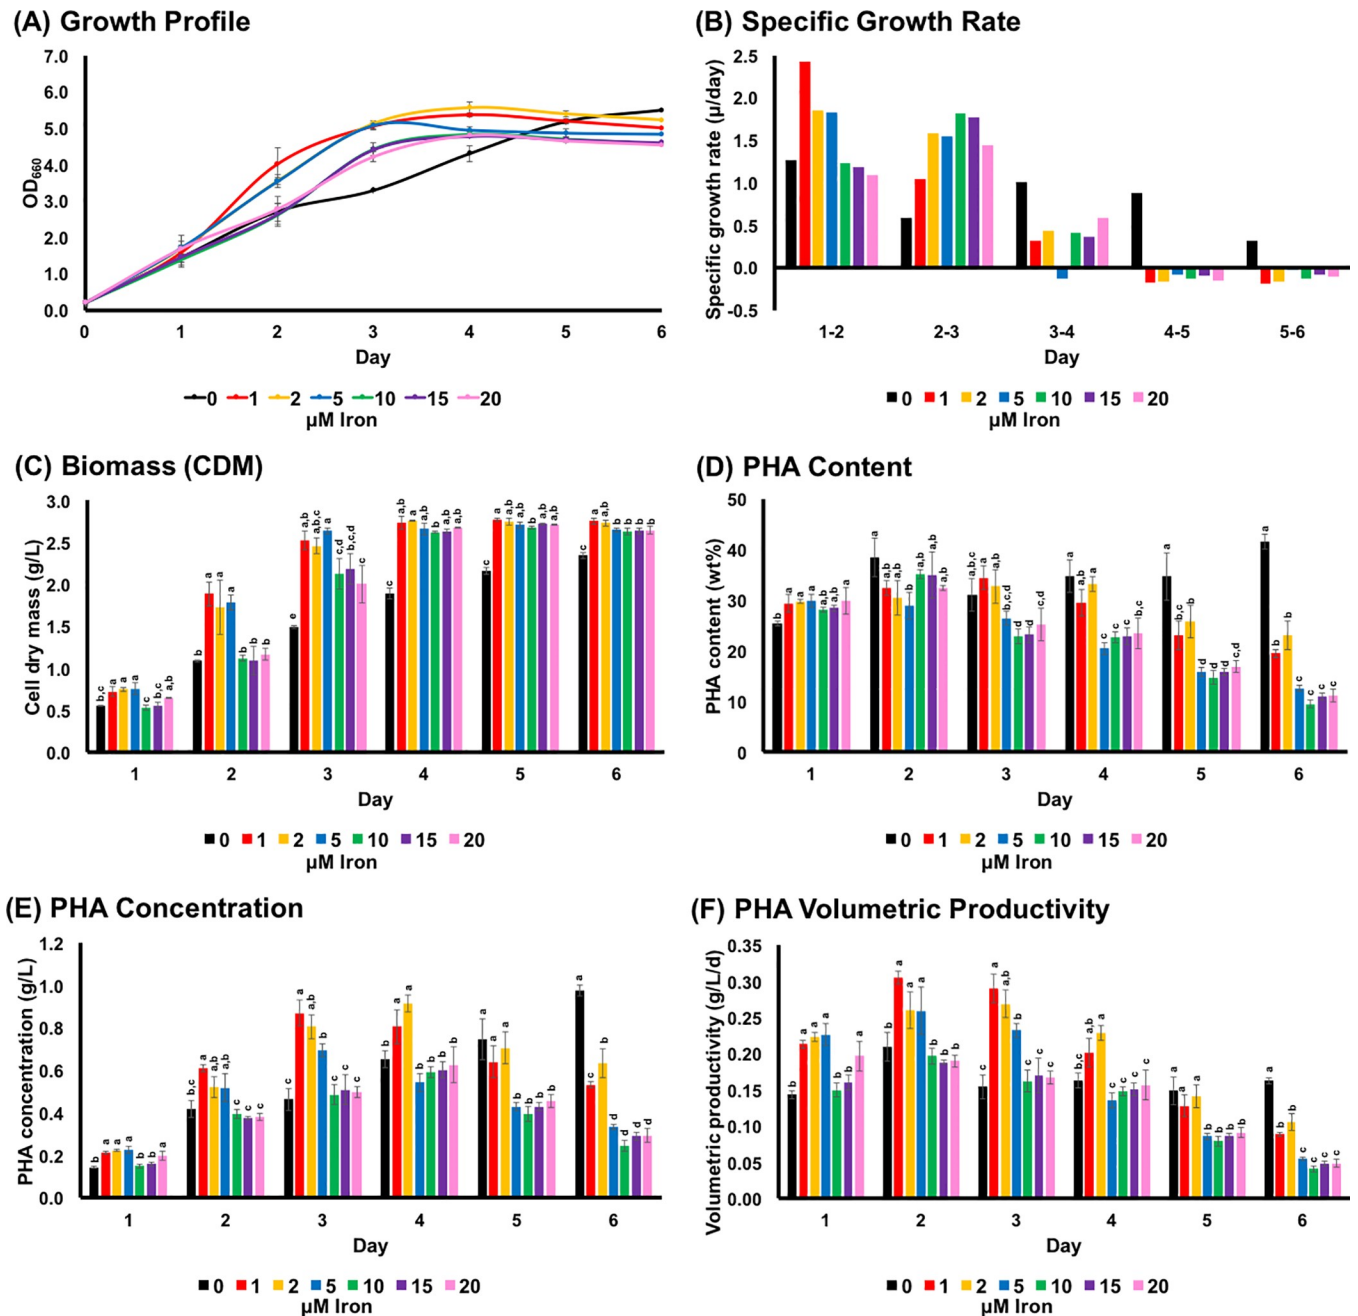 (A) Growth Profile
7.0
6.0
5.0
4.0
3.0
2.0
1.0
0.0
OD660
0 1 2 3 4 5 6
Day
0 1 2 5 10 15 20
µM Iron
(B) Specific Growth Rate
2.5
2.0
1.5
1.0
0.5
0.0
-0.5
Specific growth rate (µ/day)
1-2 2-3 3-4 4-5 5-6
Day
0 1 2 5 10 15 20
µM Iron
(C) Biomass (CDM)
3.0
2.5
2.0
1.5
1.0
0.5
0.0
Cell dry mass (g/L)
b,c a a a c b,c a,b
b a a a b b b
e a,b a,b,c a c,d b,c,d c
c a,b a a,b b a,b a,b
b a a,b a,b b a,b a,b
c a a,b b b b b
1 2 3 4 5 6
Day
0 1 2 5 10 15 20
µM Iron
(D) PHA Content
50
40
30
20
10
0
PHA content (wt%)
b a a a a,b a,b a
a a,b a,b b a,b a,b a,b
a,b,c a a,b b,c,d d d c,d
a a,b a c c c b,c
a b,c a,b d d d c,d
a b b c c c c
1 2 3 4 5 6
Day
0 1 2 5 10 15 20
µM Iron
(E) PHA Concentration
1.2
1.0
0.8
0.6
0.4
0.2
0.0
PHA concentration (g/L)
b a a a b b a
b,c a a,b a,b c c c
c a a,b b c c c
b a a b b b b
a a a b b b b
a c b d d d d
1 2 3 4 5 6
Day
0 1 2 5 10 15 20
µM Iron
(F) PHA Volumetric Productivity
0.35
0.30
0.25
0.20
0.15
0.10
0.05
0.00
Volumetric productivity (g/L/d)
b a a a b b a
b a a a b b b
c a a,b b c c c
b,c a,b a c c c c
a a a b b b b
a b b c c c c
1 2 3 4 5 6
Day
0 1 2 5 10 15 20
µM Iron